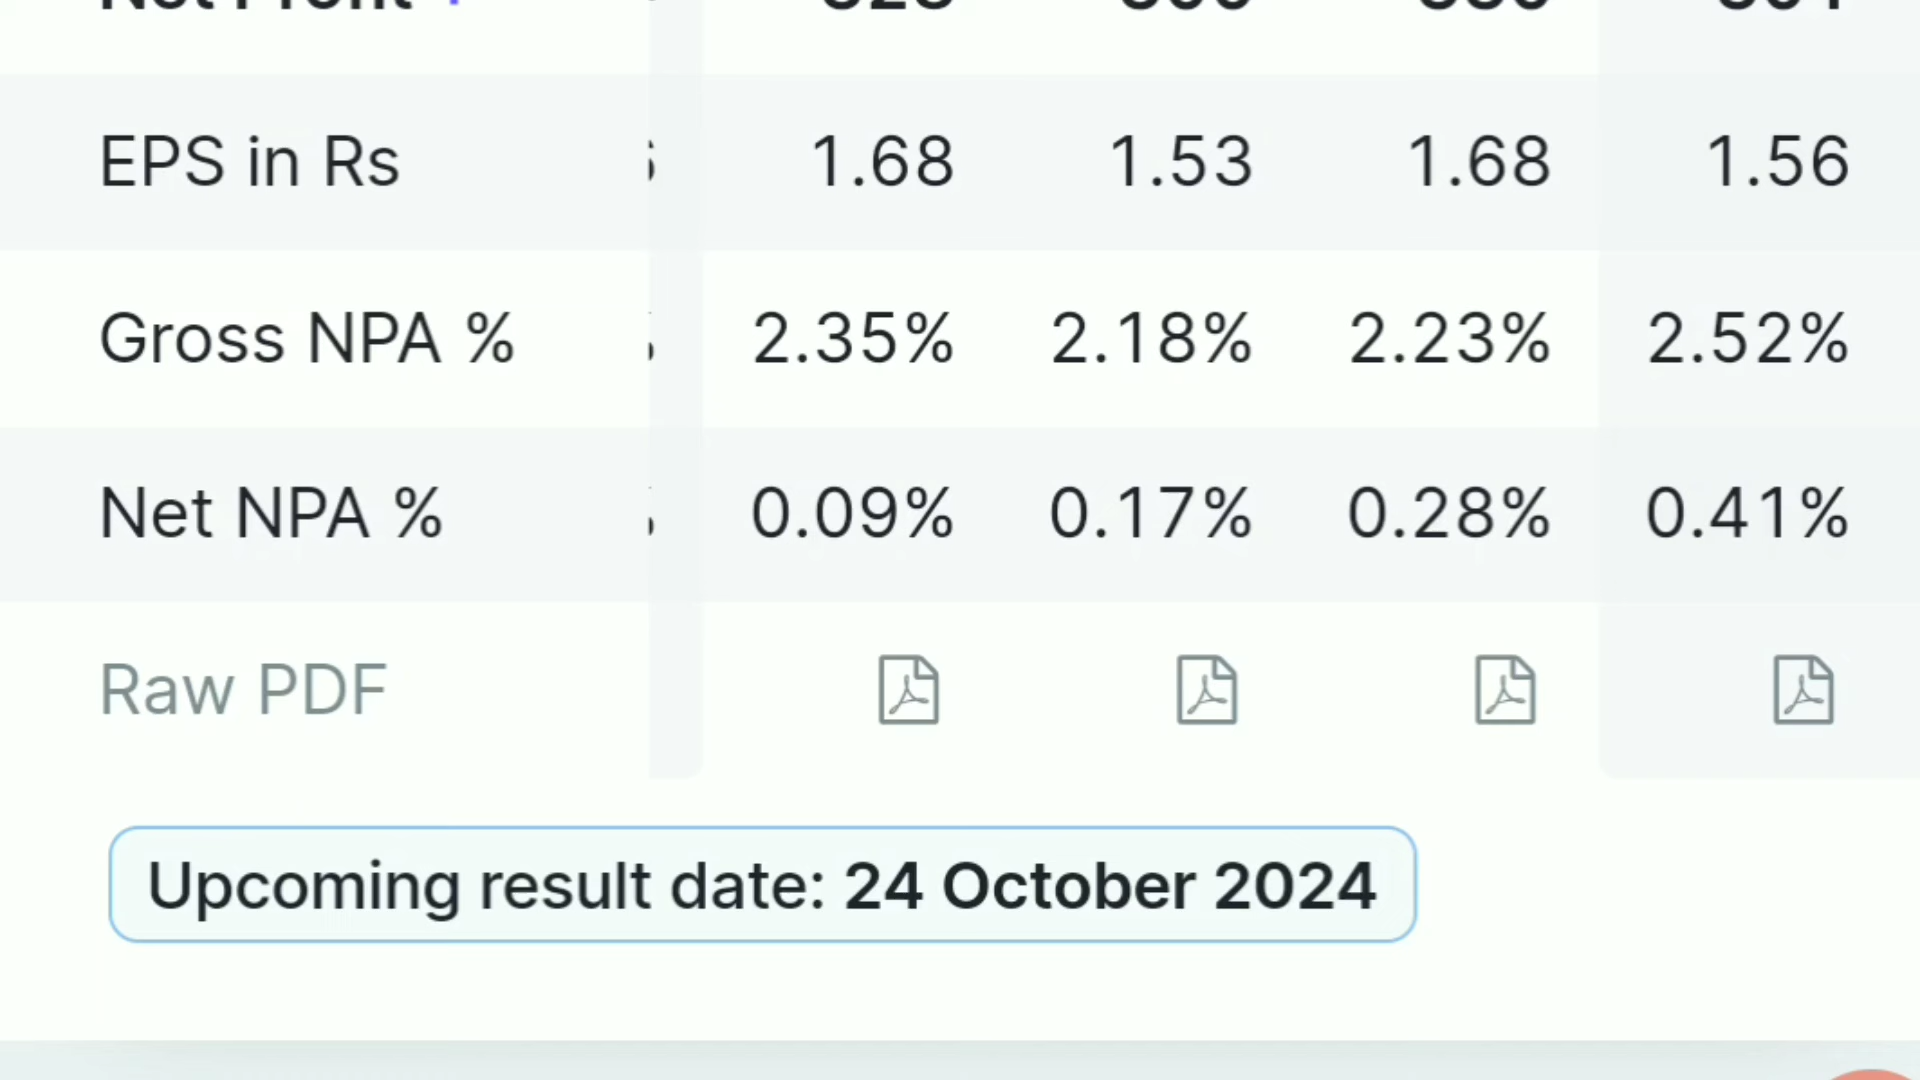 Net Profit +
EPS in Rs 1.68 1.53 1.68 1.56
Gross NPA % 2.35% 2.18% 2.23% 2.52%
Net NPA % 0.09% 0.17% 0.28% 0.41%
Raw PDF
Upcoming result date: 24 October 2024